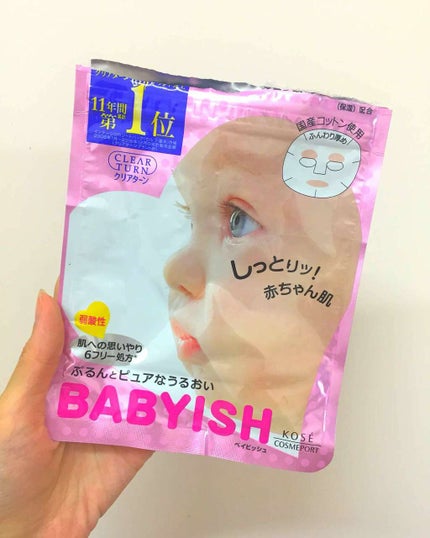 11年間
第1位
CLEAR
TURN
クリアターン
(保湿)配合
国産コットン使用
ふんわり厚め!
しっとりッ!
赤ちゃん肌
弱酸性
肌への思いやり
6フリー処方*
ぷるんとピュアなうるおい
BABYISH
ベイビッシュ
KOSÉ
COSMEPORT